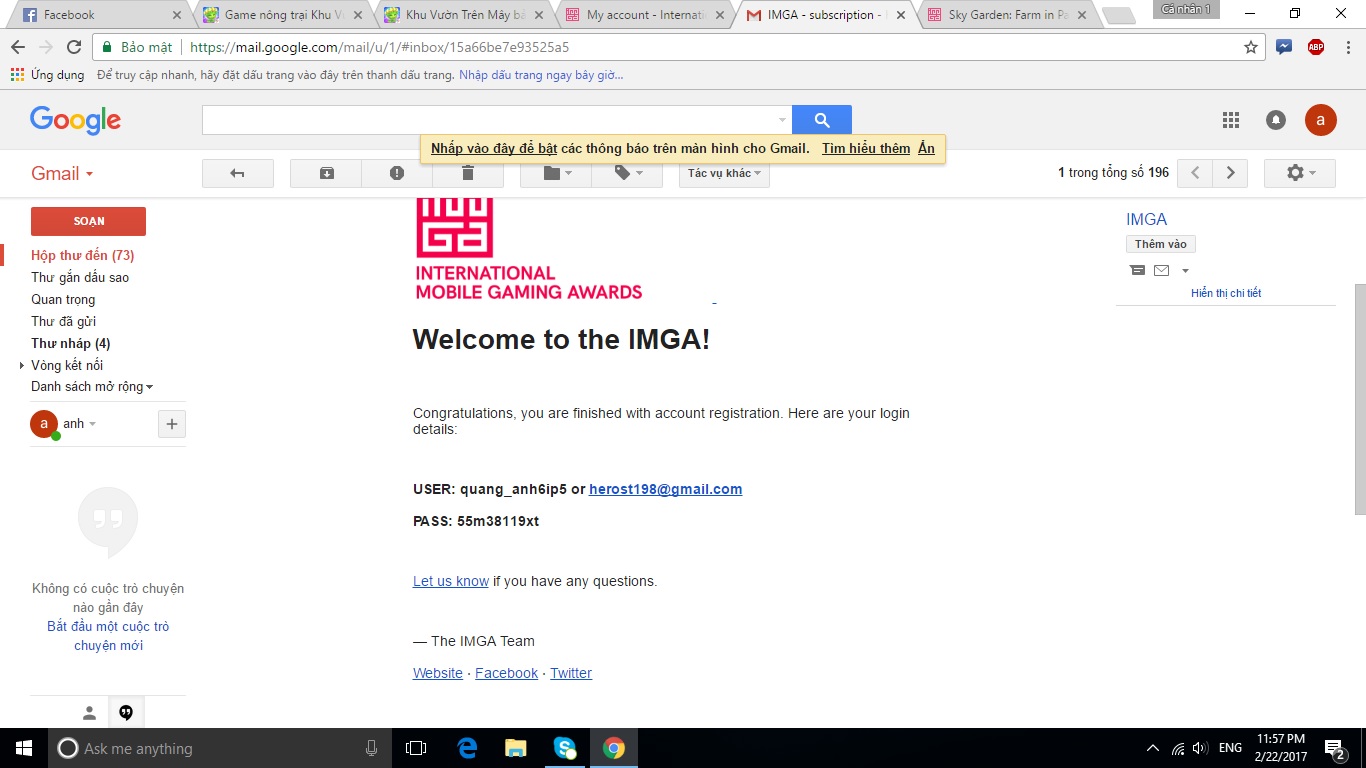 Facebook
Game nông trại Khu V
Khu Vườn Trên Mây bả
My account - Internati
IMGA - subscription -
Sky Garden: Farm in Pa
Cá nhân 1
Bảo mật
https://mail.google.com/mail/u/1/#inbox/15a66be7e93525a5
ABP
Ứng dụng
Để truy cập nhanh, hãy đặt dấu trang vào đây trên thanh dấu trang. Nhập dấu trang ngay bây giờ...
Google
a
Nhấp vào đây để bật các thông báo trên màn hình cho Gmail. Tìm hiểu thêm Ẩn
Gmail
Tác vụ khác
1 trong tổng số 196
SOẠN
Hộp thư đến (73)
Thư gắn dấu sao
Quan trọng
Thư đã gửi
Thư nháp (4)
Vòng kết nối
Danh sách mở rộng
a
anh
Không có cuộc trò chuyện
nào gần đây
Bắt đầu một cuộc trò
chuyện mới
INTERNATIONAL
MOBILE GAMING AWARDS
Welcome to the IMGA!
Congratulations, you are finished with account registration. Here are your login
details:
USER: quang_anh6ip5 or herost198@gmail.com
PASS: 55m38119xt
Let us know if you have any questions.
— The IMGA Team
Website · Facebook · Twitter
IMGA
Thêm vào
Hiển thị chi tiết
Ask me anything
ENG
11:57 PM
2/22/2017
2